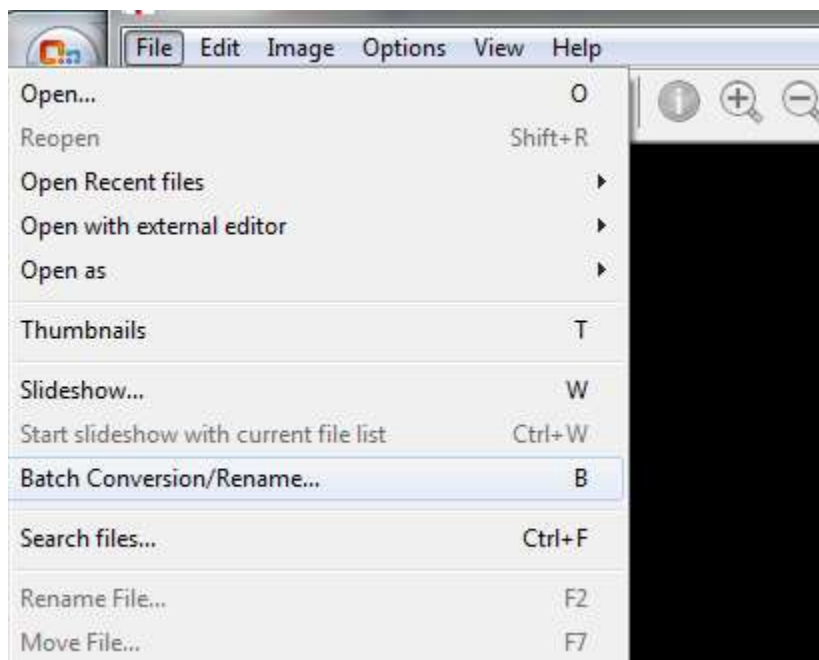 File Edit Image Options View Help
Open... O
Reopen Shift+R
Open Recent files
Open with external editor
Open as
Thumbnails T
Slideshow... W
Start slideshow with current file list Ctrl+W
Batch Conversion/Rename... B
Search files... Ctrl+F
Rename File... F2
Move File... F7